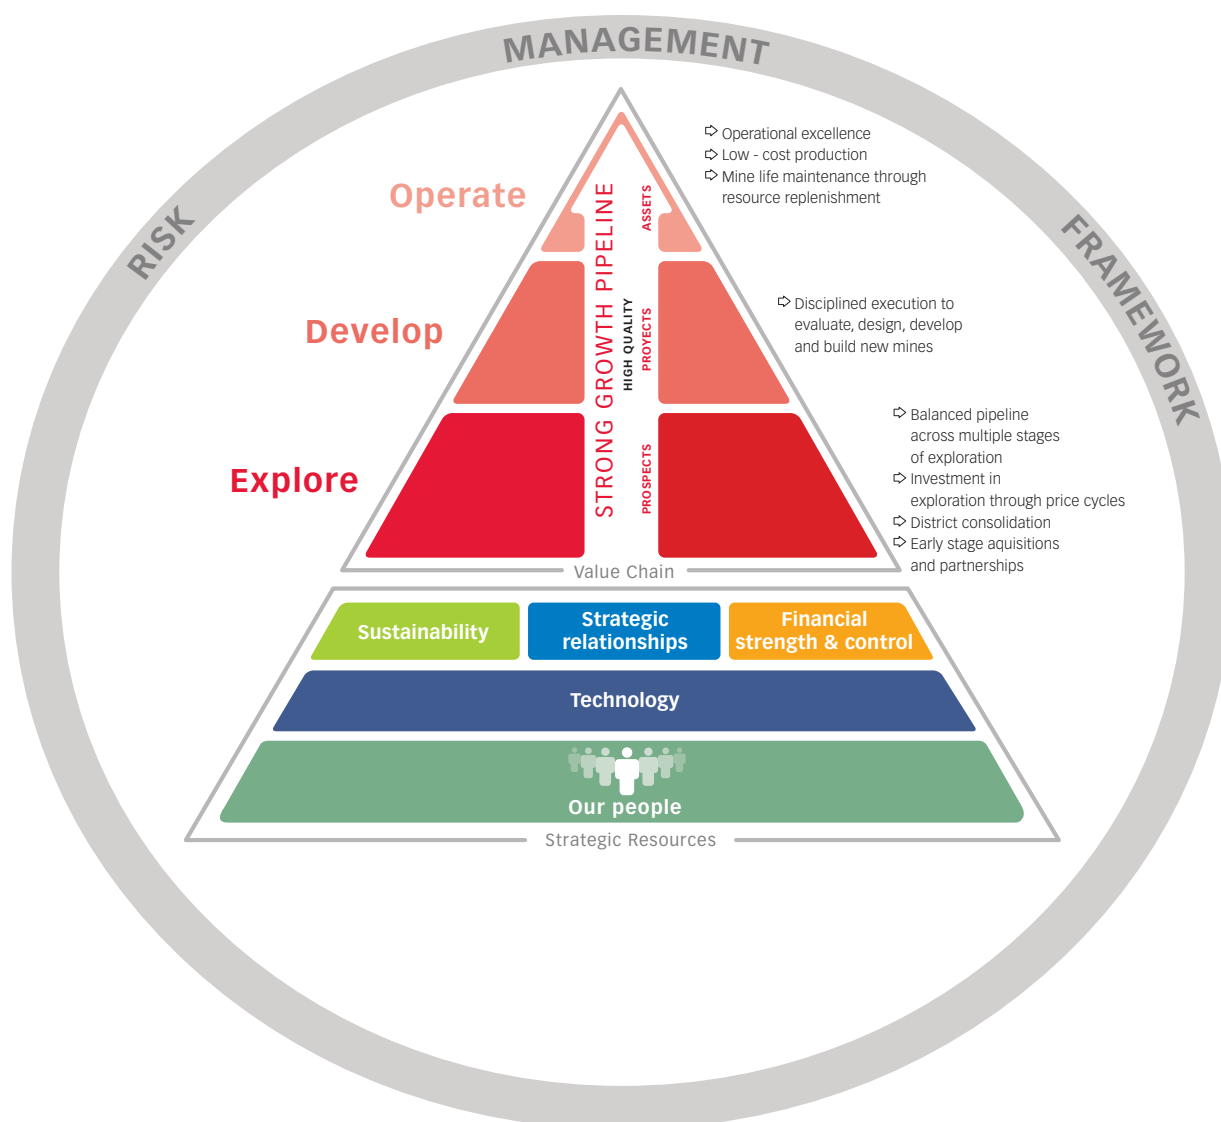 RISK
MANAGEMENT
FRAMEWORK
Operate
Operational excellence
Low - cost production
Mine life maintenance through
resource replenishment
Develop
Disciplined execution to
evaluate, design, develop
and build new mines
Explore
Balanced pipeline
across multiple stages
of exploration
Investment in
exploration through price cycles
District consolidation
Early stage aquisitions
and partnerships
STRONG GROWTH PIPELINE
HIGH QUALITY
ASSETS
PROYECTS
PROSPECTS
Value Chain
Sustainability
Strategic
relationships
Financial
strength & control
Technology
Our people
Strategic Resources